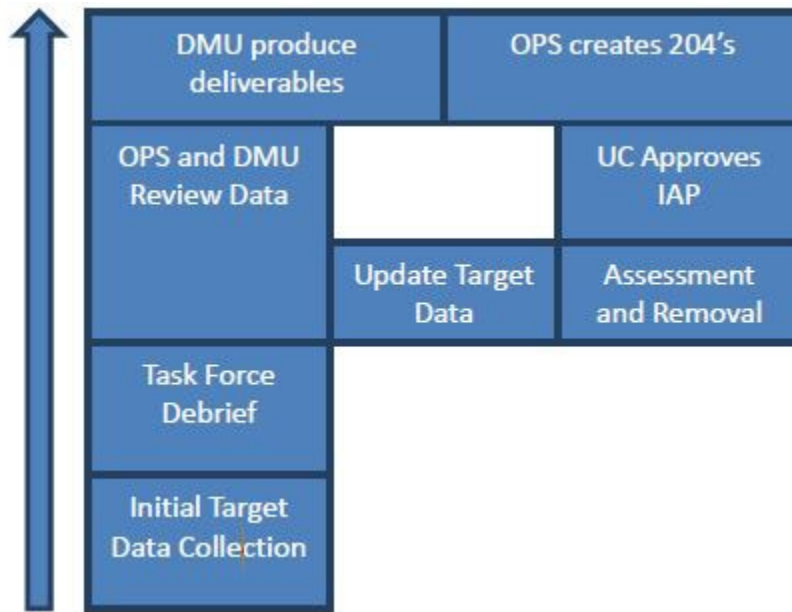 DMU produce
deliverables
OPS creates 204’s
OPS and DMU
Review Data
UC Approves
IAP
Update Target
Data
Assessment
and Removal
Task Force
Debrief
Initial Target
Data Collection